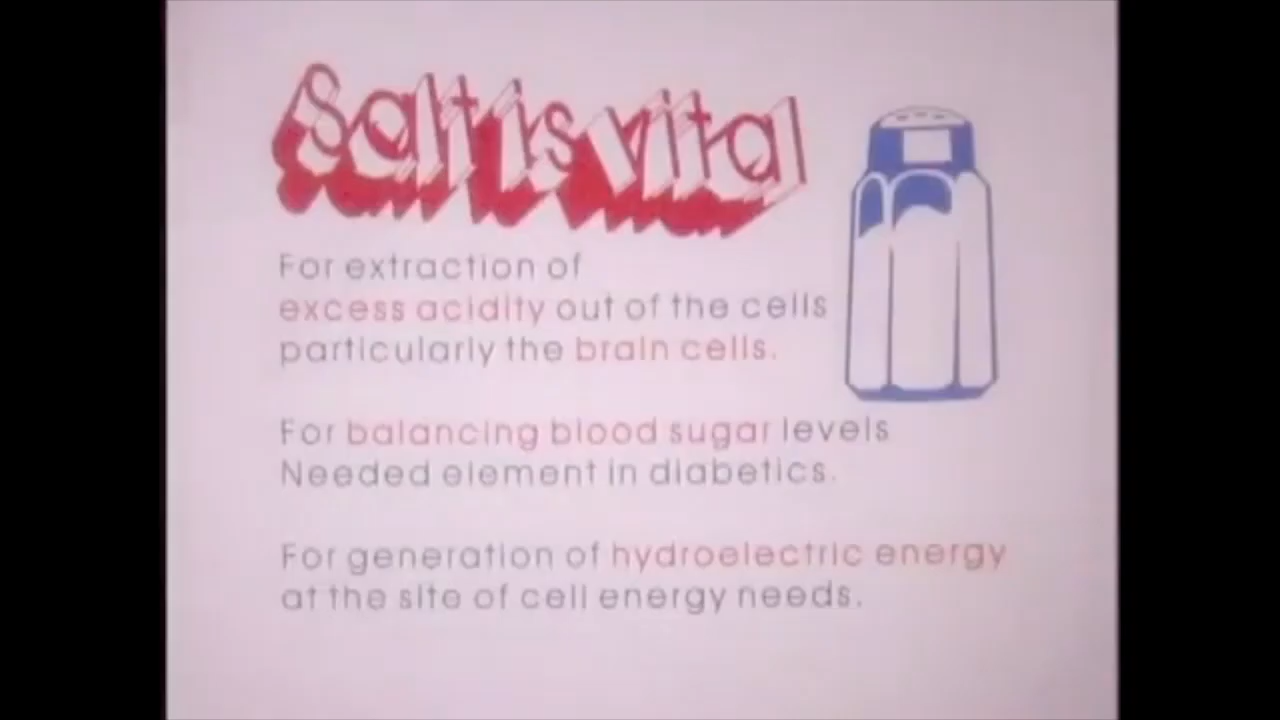 Salt is vital
For extraction of
excess acidity out of the cells
particularly the brain cells.
For balancing blood sugar levels
Needed element in diabetics.
For generation of hydroelectric energy
at the site of cell energy needs.